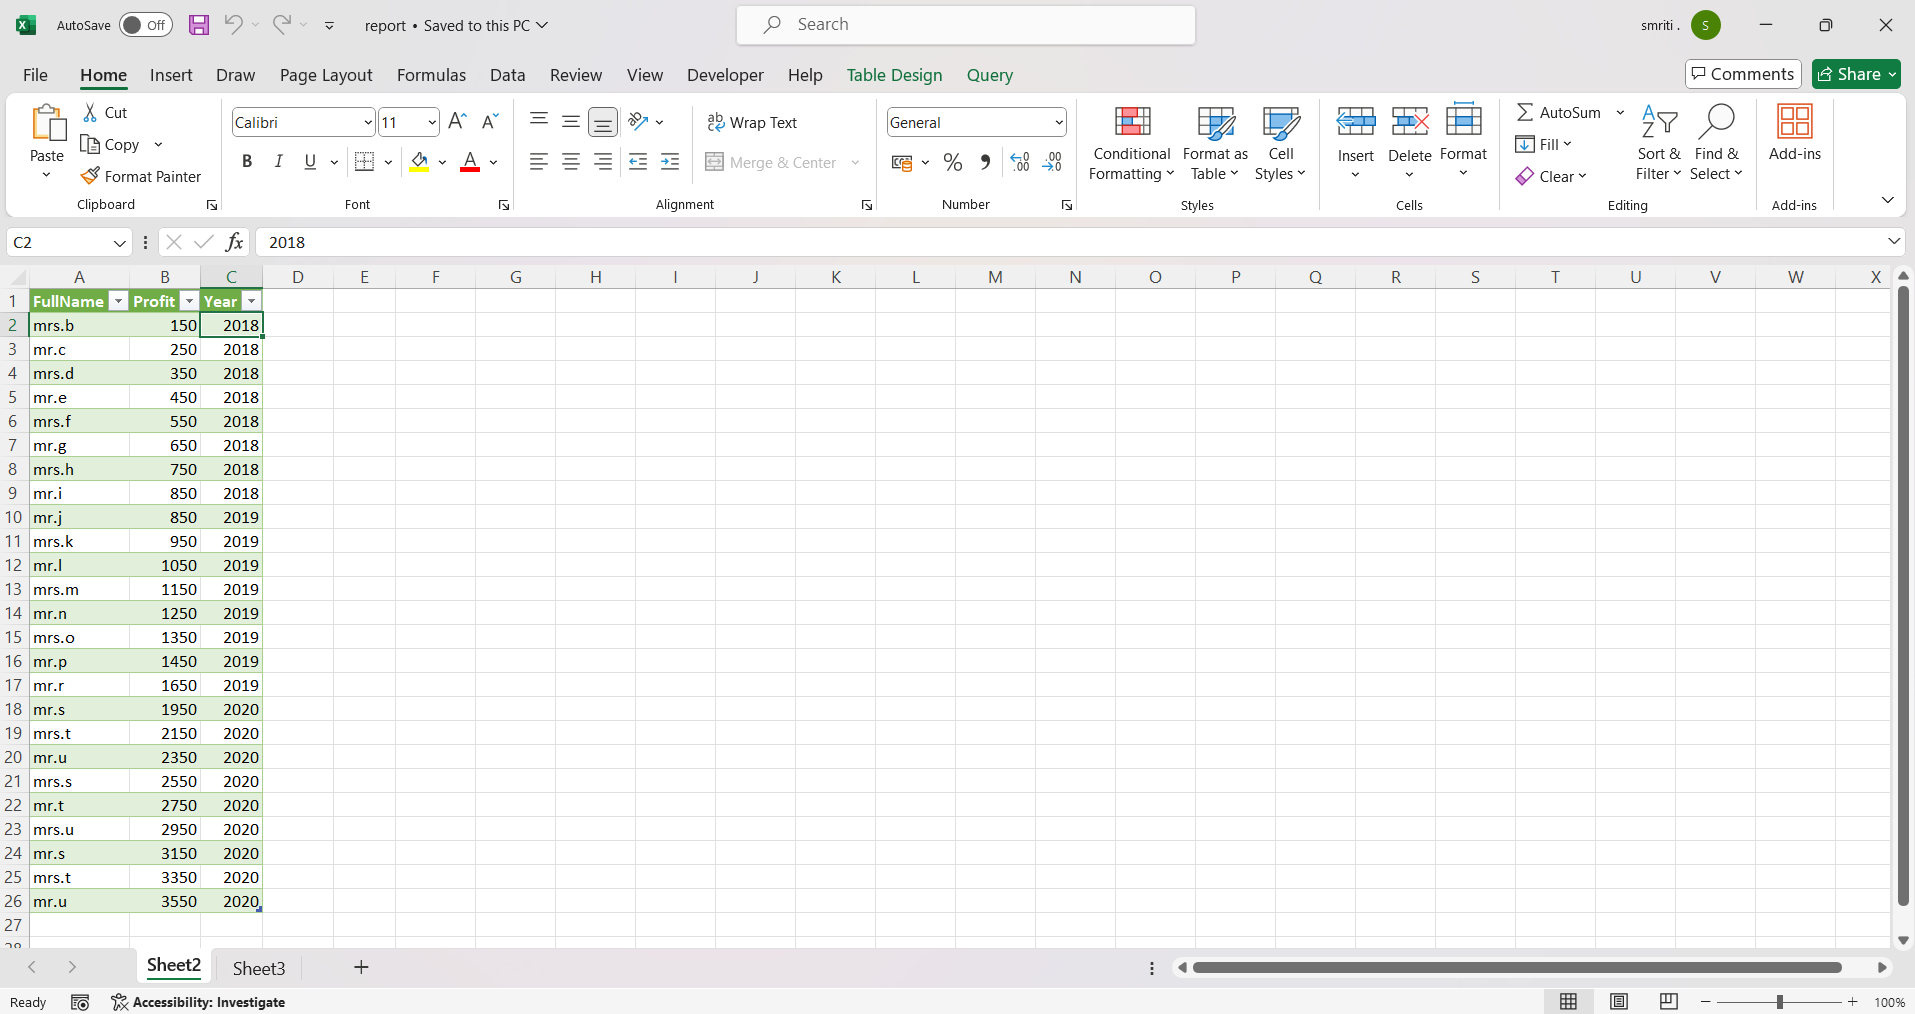 AutoSave Off report • Saved to this PC Search smriti . S
File Home Insert Draw Page Layout Formulas Data Review View Developer Help Table Design Query Comments Share
Paste Cut Copy Format Painter Clipboard
Calibri 11 B I U A Font
ab Wrap Text Merge & Center Alignment
General % Number
Conditional Formatting Format as Table Cell Styles Styles
Insert Delete Format Cells
AutoSum Fill Clear Sort & Filter Find & Select Editing
Add-ins Add-ins
C2 fx 2018
A B C D E F G H I J K L M N O P Q R S T U V W X
1 FullName Profit Year
2 mrs.b 150 2018
3 mr.c 250 2018
4 mrs.d 350 2018
5 mr.e 450 2018
6 mrs.f 550 2018
7 mr.g 650 2018
8 mrs.h 750 2018
9 mr.i 850 2018
10 mr.j 850 2019
11 mrs.k 950 2019
12 mr.l 1050 2019
13 mrs.m 1150 2019
14 mr.n 1250 2019
15 mrs.o 1350 2019
16 mr.p 1450 2019
17 mr.r 1650 2019
18 mr.s 1950 2020
19 mrs.t 2150 2020
20 mr.u 2350 2020
21 mrs.s 2550 2020
22 mr.t 2750 2020
23 mrs.u 2950 2020
24 mr.s 3150 2020
25 mrs.t 3350 2020
26 mr.u 3550 2020
27
28
Sheet2 Sheet3
Ready Accessibility: Investigate 100%